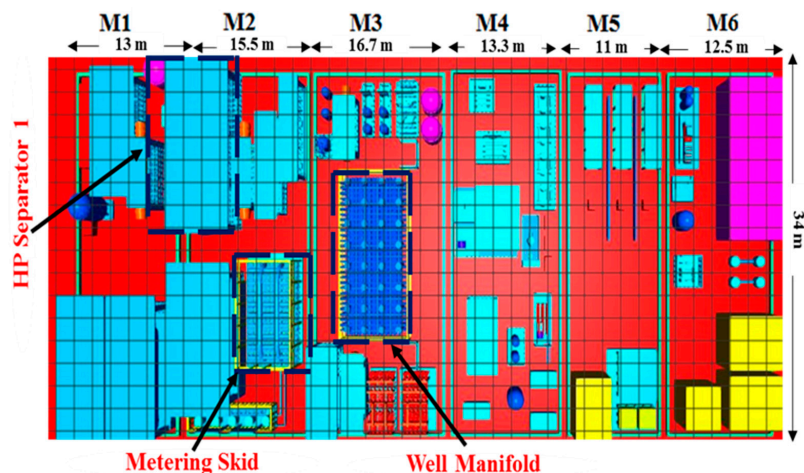 M1 M2 M3 M4 M5 M6
13 m 15.5 m 16.7 m 13.3 m 11 m 12.5 m
34 m
HP Separator 1
Metering Skid Well Manifold